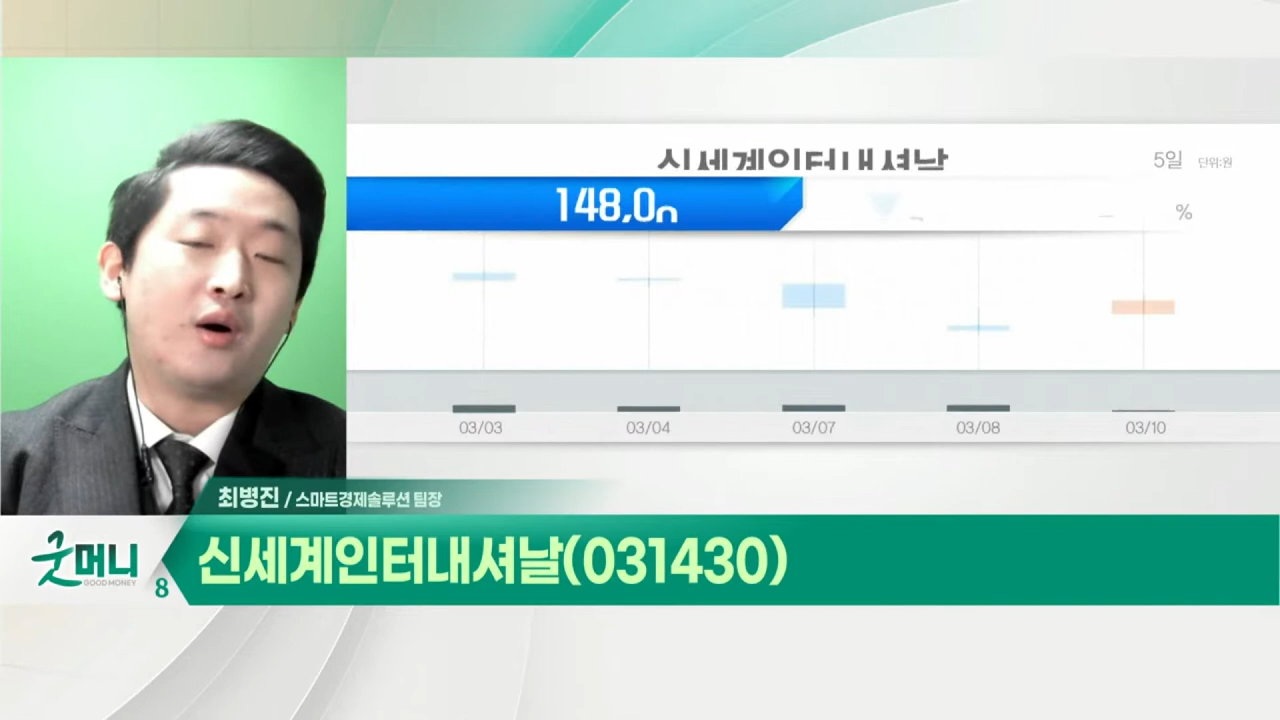 신세계인터내셔날
5일 단위:원
148,0
%
03/03 03/04 03/07 03/08 03/10
최병진 / 스마트경제솔루션 팀장
굿머니
GOOD MONEY
8
신세계인터내셔날(031430)